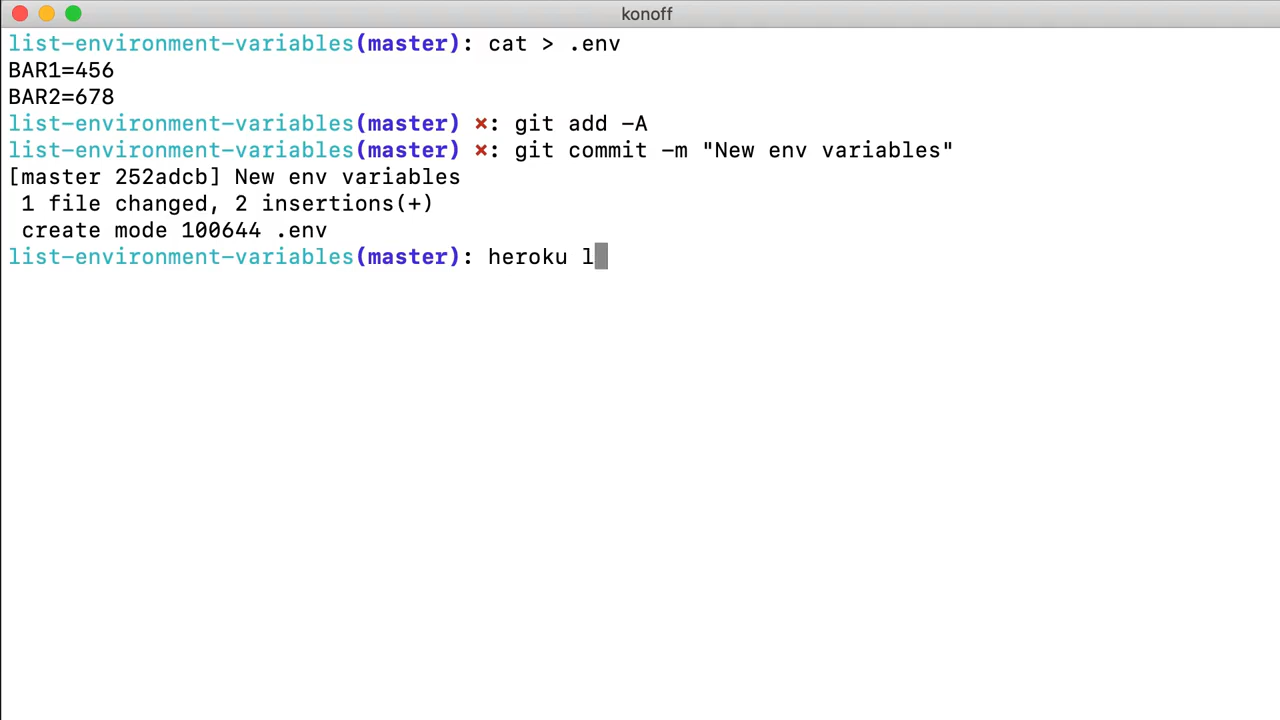 konoff
list-environment-variables(master): cat > .env
BAR1=456
BAR2=678
list-environment-variables(master) ×: git add -A
list-environment-variables(master) ×: git commit -m "New env variables"
[master 252adcb] New env variables
 1 file changed, 2 insertions(+)
 create mode 100644 .env
list-environment-variables(master): heroku l